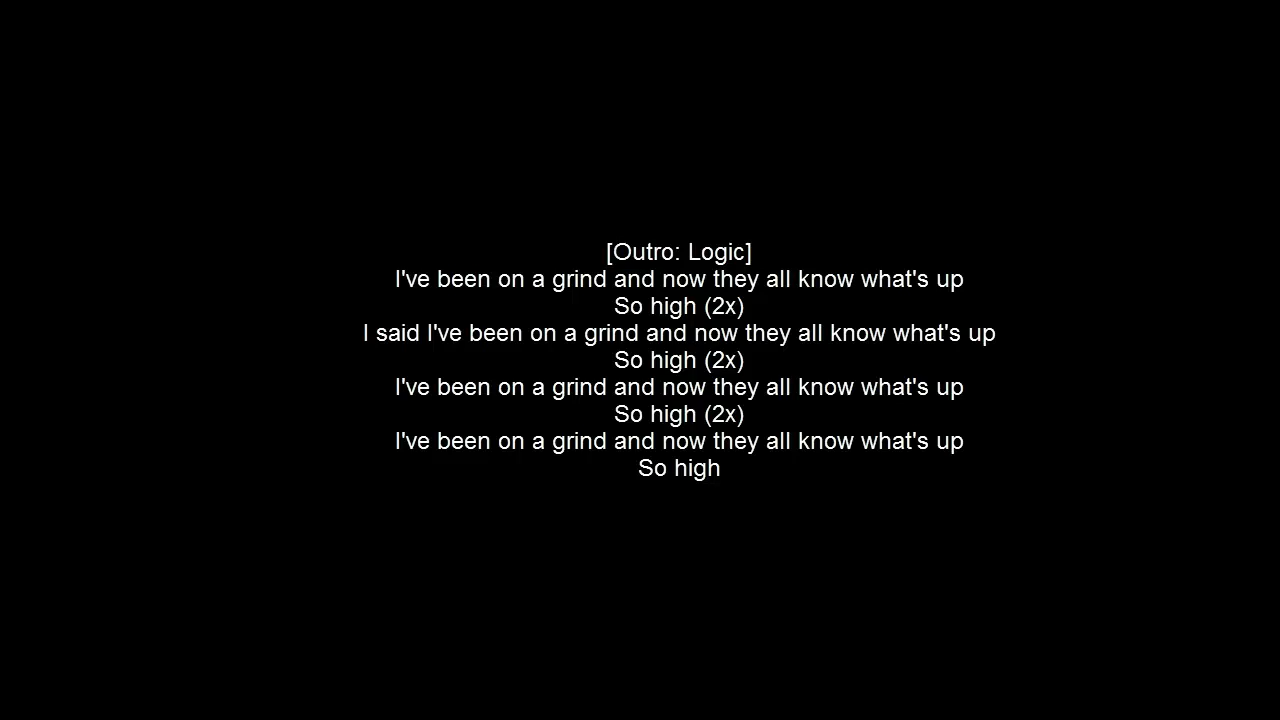 [Outro: Logic]
I've been on a grind and now they all know what's up
So high (2x)
I said I've been on a grind and now they all know what's up
So high (2x)
I've been on a grind and now they all know what's up
So high (2x)
I've been on a grind and now they all know what's up
So high